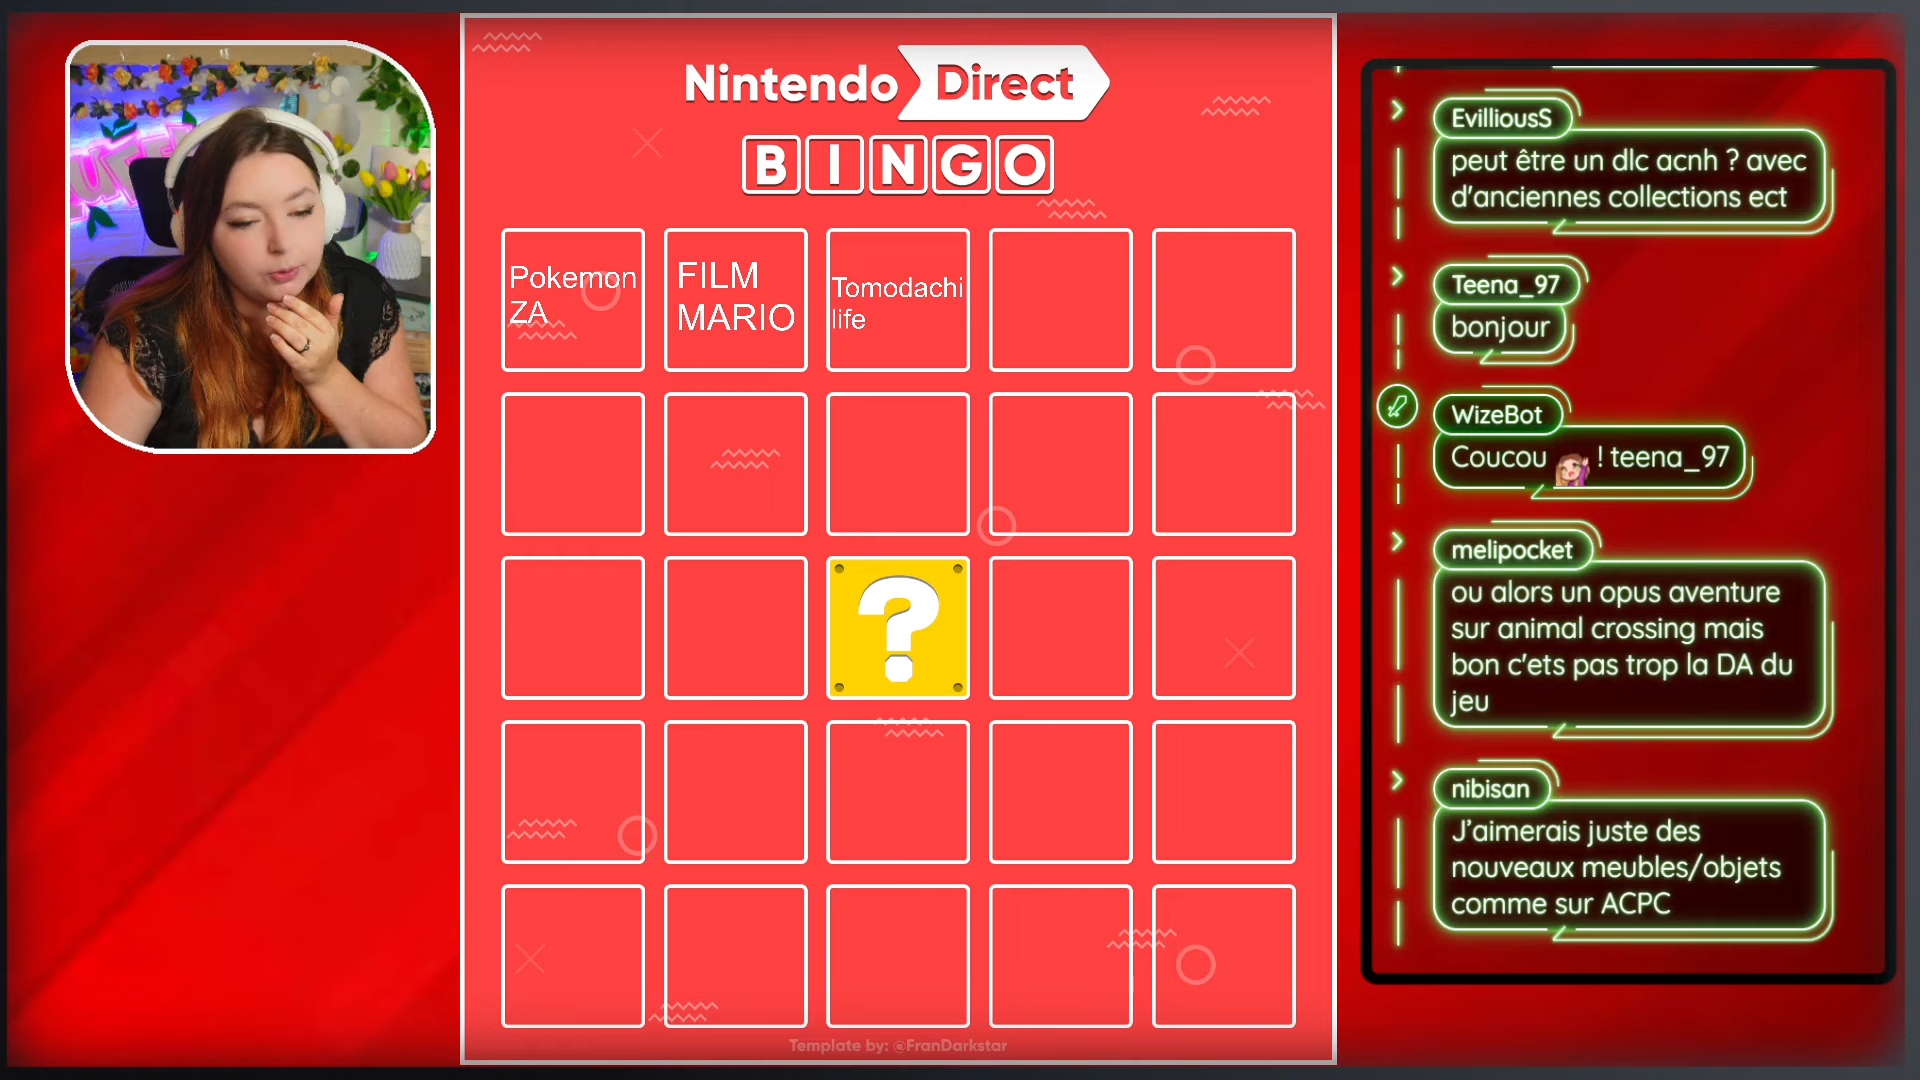 Nintendo Direct
BINGO
Pokemon
ZA
FILM
MARIO
Tomodachi
life
?
Template by: @FranDarkstar
EvilliousS
peut être un dlc acnh ? avec
d'anciennes collections ect
Teena_97
bonjour
WizeBot
Coucou ! teena_97
melipocket
ou alors un opus aventure
sur animal crossing mais
bon c'ets pas trop la DA du
jeu
nibisan
J'aimerais juste des
nouveaux meubles/objets
comme sur ACPC